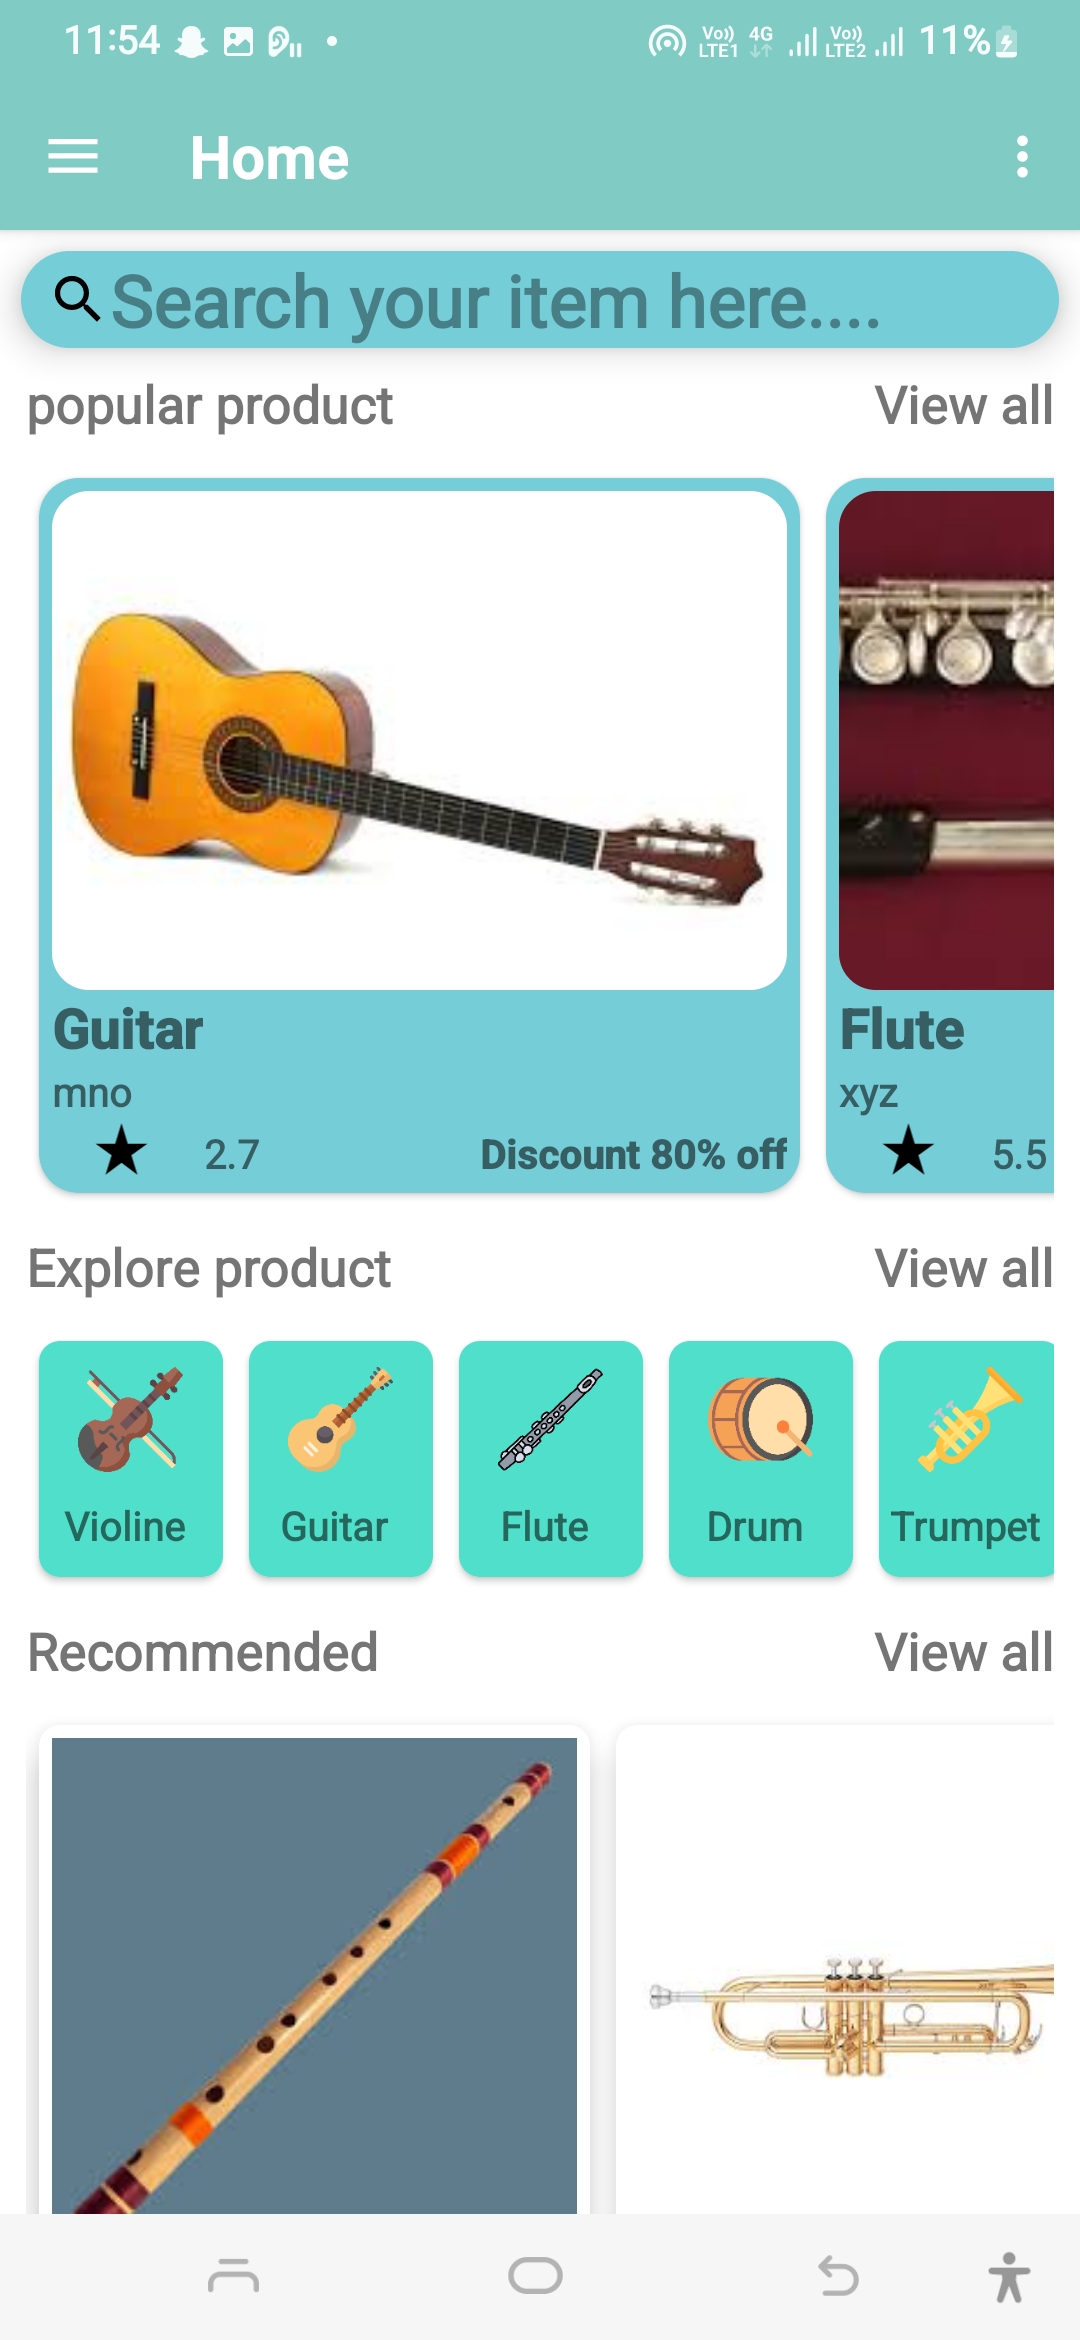 11:54
Vo)) 4G Vo)) 11%
LTE1 LTE2
Home
Search your item here....
popular product View all
Guitar Flute
mno xyz
2.7 Discount 80% off 5.5
Explore product View all
Violine Guitar Flute Drum Trumpet
Recommended View all